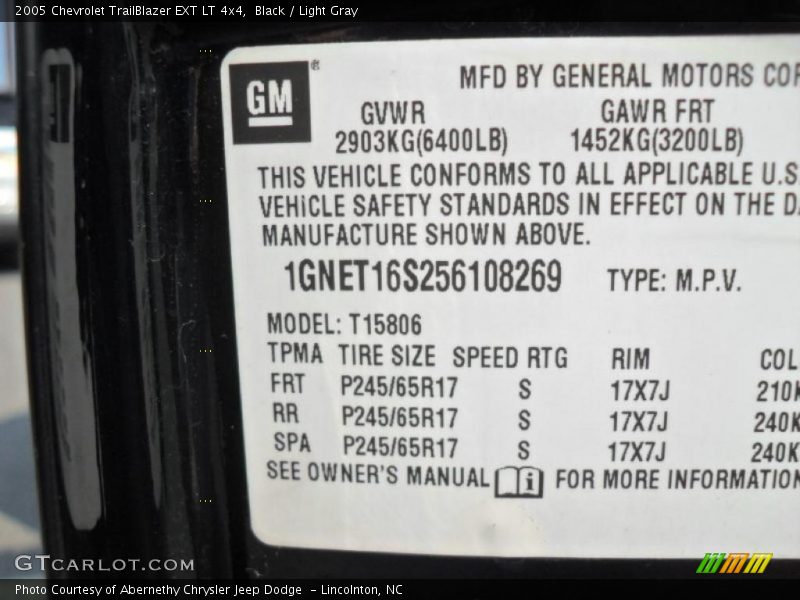 2005 Chevrolet TrailBlazer EXT LT 4x4, Black / Light Gray
GM®
MFD BY GENERAL MOTORS COR
GVWR GAWR FRT
2903KG(6400LB) 1452KG(3200LB)
THIS VEHICLE CONFORMS TO ALL APPLICABLE U.S
VEHICLE SAFETY STANDARDS IN EFFECT ON THE DA
MANUFACTURE SHOWN ABOVE.
1GNET16S256108269 TYPE: M.P.V.
MODEL: T15806
TPMA TIRE SIZE SPEED RTG RIM COL
FRT P245/65R17 S 17X7J 210K
RR P245/65R17 S 17X7J 240K
SPA P245/65R17 S 17X7J 240K
SEE OWNER'S MANUAL FOR MORE INFORMATION
GTCARLOT.COM
Photo Courtesy of Abernethy Chrysler Jeep Dodge - Lincolnton, NC